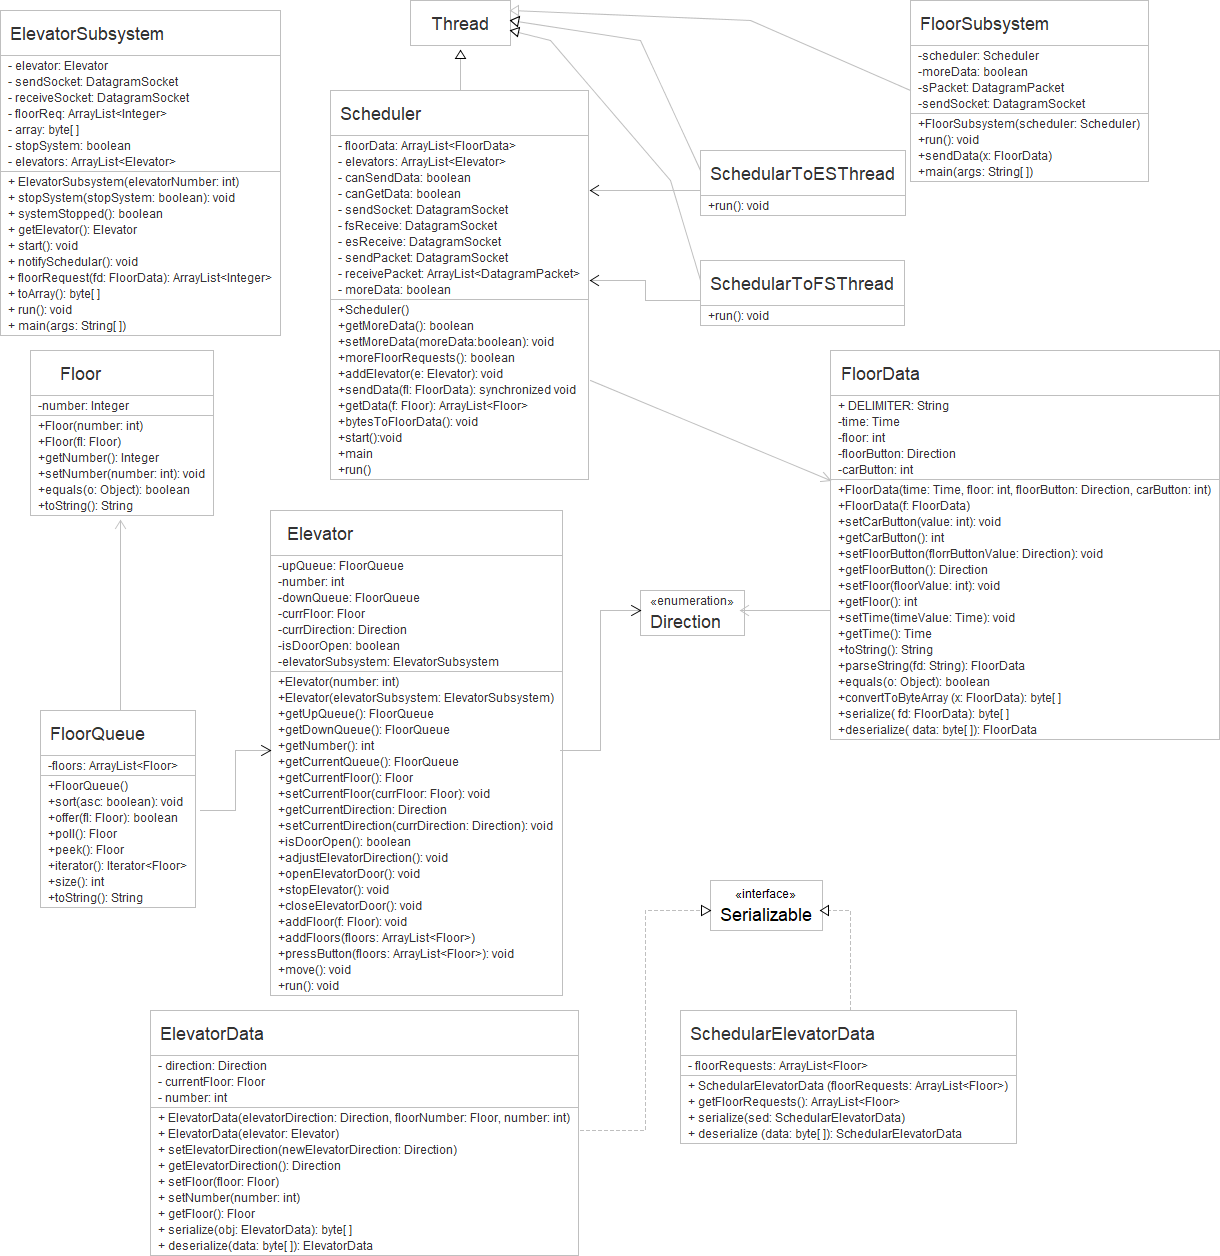 ElevatorSubsystem
- elevator: Elevator
- sendSocket: DatagramSocket
- receiveSocket: DatagramSocket
- floorReq: ArrayList<Integer>
- array: byte[ ]
- stopSystem: boolean
- elevators: ArrayList<Elevator>
+ ElevatorSubsystem(elevatorNumber: int)
+ stopSystem(stopSystem: boolean): void
+ systemStopped(): boolean
+ getElevator(): Elevator
+ start(): void
+ notifySchedular(): void
+ floorRequest(fd: FloorData): ArrayList<Integer>
+ toArray(): byte[ ]
+ run(): void
+ main(args: String[ ])
Thread
FloorSubsystem
-scheduler: Scheduler
-moreData: boolean
-sPacket: DatagramPacket
-sendSocket: DatagramSocket
+FloorSubsystem(scheduler: Scheduler)
+run(): void
+sendData(x: FloorData)
+main(args: String[ ])
Scheduler
- floorData: ArrayList<FloorData>
- elevators: ArrayList<Elevator>
- canSendData: boolean
- canGetData: boolean
- sendSocket: DatagramSocket
- fsReceive: DatagramSocket
- esReceive: DatagramSocket
- sendPacket: DatagramSocket
- receivePacket: ArrayList<DatagramPacket>
- moreData: boolean
+Scheduler()
+getMoreData(): boolean
+setMoreData(moreData:boolean): void
+moreFloorRequests(): boolean
+addElevator(e: Elevator): void
+sendData(fl: FloorData): synchronized void
+getData(f: Floor): ArrayList<Floor>
+bytesToFloorData(): void
+start():void
+main
+run()
SchedularToESThread
+run(): void
SchedularToFSThread
+run(): void
Floor
-number: Integer
+Floor(number: int)
+Floor(fl: Floor)
+getNumber(): Integer
+setNumber(number: int): void
+equals(o: Object): boolean
+toString(): String
FloorData
+ DELIMITER: String
-time: Time
-floor: int
-floorButton: Direction
-carButton: int
+FloorData(time: Time, floor: int, floorButton: Direction, carButton: int)
+FloorData(f: FloorData)
+setCarButton(value: int): void
+getCarButton(): int
+setFloorButton(florrButtonValue: Direction): void
+getFloorButton(): Direction
+setFloor(floorValue: int): void
+getFloor(): int
+setTime(timeValue: Time): void
+getTime(): Time
+toString(): String
+parseString(fd: String): FloorData
+equals(o: Object): boolean
+convertToByteArray (x: FloorData): byte[ ]
+serialize( fd: FloorData): byte[ ]
+deserialize( data: byte[ ]): FloorData
Elevator
-upQueue: FloorQueue
-number: int
-downQueue: FloorQueue
-currFloor: Floor
-currDirection: Direction
-isDoorOpen: boolean
-elevatorSubsystem: ElevatorSubsystem
+Elevator(number: int)
+Elevator(elevatorSubsystem: ElevatorSubsystem)
+getUpQueue(): FloorQueue
+getDownQueue(): FloorQueue
+getNumber(): int
+getCurrentQueue(): FloorQueue
+getCurrentFloor(): Floor
+setCurrentFloor(currFloor: Floor): void
+getCurrentDirection: Direction
+setCurrentDirection(currDirection: Direction): void
+isDoorOpen(): boolean
+adjustElevatorDirection(): void
+openElevatorDoor(): void
+stopElevator(): void
+closeElevatorDoor(): void
+addFloor(f: Floor): void
+addFloors(floors: ArrayList<Floor>)
+pressButton(floors: ArrayList<Floor>): void
+move(): void
+run(): void
«enumeration»
Direction
FloorQueue
-floors: ArrayList<Floor>
+FloorQueue()
+sort(asc: boolean): void
+offer(fl: Floor): boolean
+poll(): Floor
+peek(): Floor
+iterator(): Iterator<Floor>
+size(): int
+toString(): String
«interface»
Serializable
ElevatorData
- direction: Direction
- currentFloor: Floor
- number: int
+ ElevatorData(elevatorDirection: Direction, floorNumber: Floor, number: int)
+ ElevatorData(elevator: Elevator)
+ setElevatorDirection(newElevatorDirection: Direction)
+ getElevatorDirection(): Direction
+ setFloor(floor: Floor)
+ setNumber(number: int)
+ getFloor(): Floor
+ serialize(obj: ElevatorData): byte[ ]
+ deserialize(data: byte[ ]): ElevatorData
SchedularElevatorData
- floorRequests: ArrayList<Floor>
+ SchedularElevatorData (floorRequests: ArrayList<Floor>)
+ getFloorRequests(): ArrayList<Floor>
+ serialize(sed: SchedularElevatorData)
+ deserialize (data: byte[ ]): SchedularElevatorData